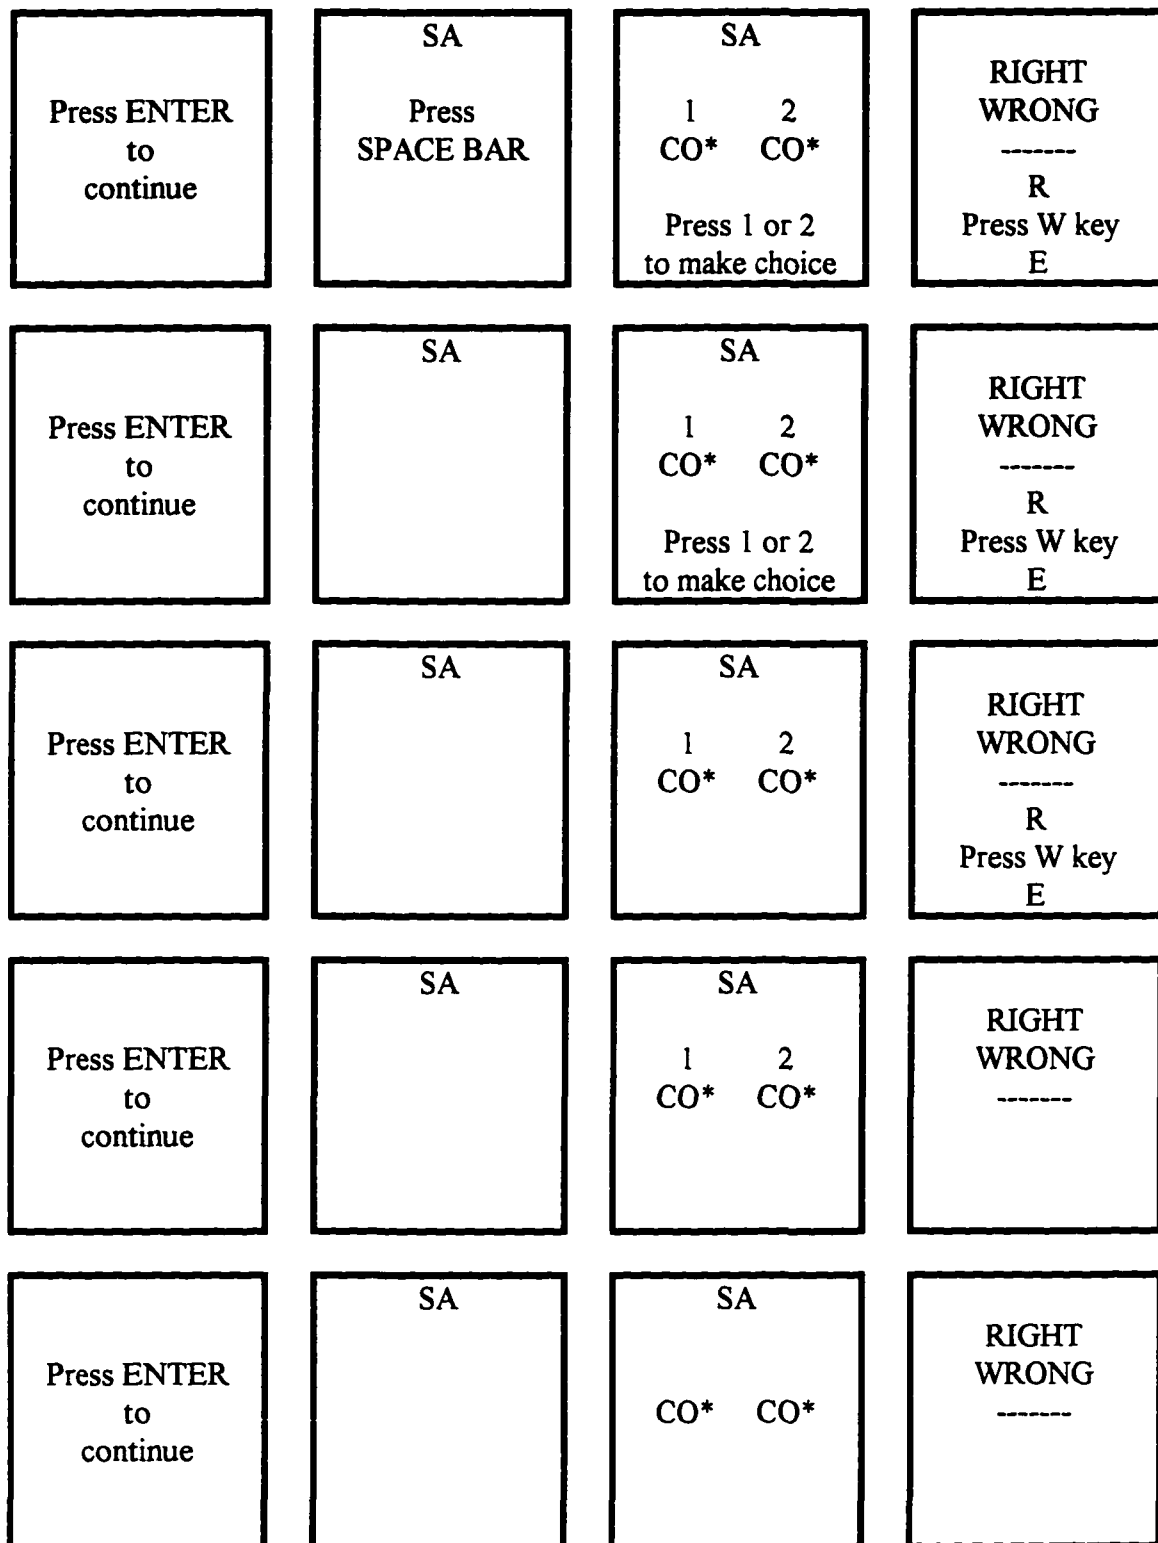 Press ENTER
to
continue
SA
Press
SPACE BAR
SA
1 2
CO* CO*
Press 1 or 2
to make choice
RIGHT
WRONG
-------
R
Press W key
E
Press ENTER
to
continue
SA
SA
1 2
CO* CO*
Press 1 or 2
to make choice
RIGHT
WRONG
-------
R
Press W key
E
Press ENTER
to
continue
SA
SA
1 2
CO* CO*
RIGHT
WRONG
-------
R
Press W key
E
Press ENTER
to
continue
SA
SA
1 2
CO* CO*
RIGHT
WRONG
-------
Press ENTER
to
continue
SA
SA
CO* CO*
RIGHT
WRONG
-------